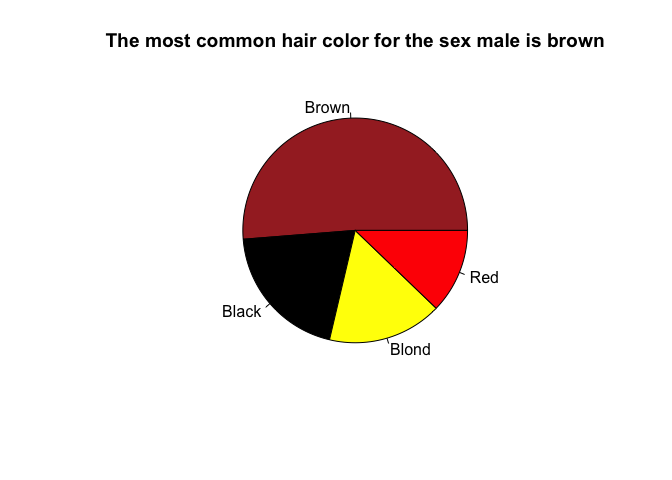 The most common hair color for the sex male is brown
Brown
Red
Black
Blond